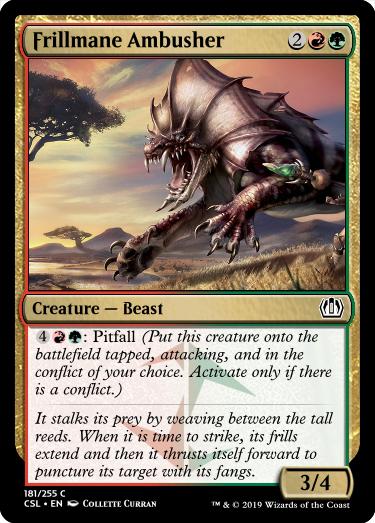 Frillmane Ambusher 2
Creature — Beast
4 : Pitfall (Put this creature onto the
battlefield tapped, attacking, and in the
conflict of your choice. Activate only if there
is a conflict.)
It stalks its prey by weaving between the tall
reeds. When it is time to strike, its frills
extend and then it thrusts itself forward to
puncture its target with its fangs.
3/4
181/255 C
CSL • EN Collette Curran
™ & © 2019 Wizards of the Coast